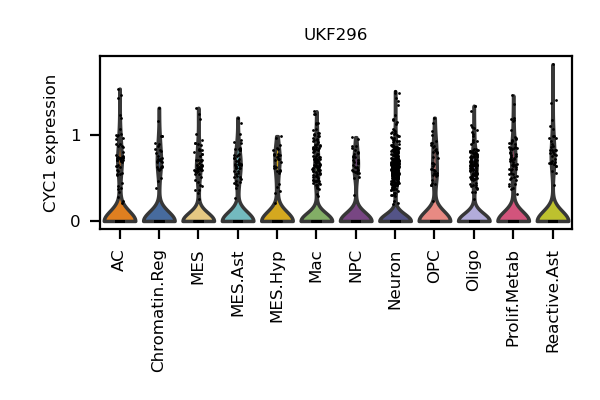 UKF296
CYC1 expression
1
0
AC
Chromatin.Reg
MES
MES.Ast
MES.Hyp
Mac
NPC
Neuron
OPC
Oligo
Prolif.Metab
Reactive.Ast